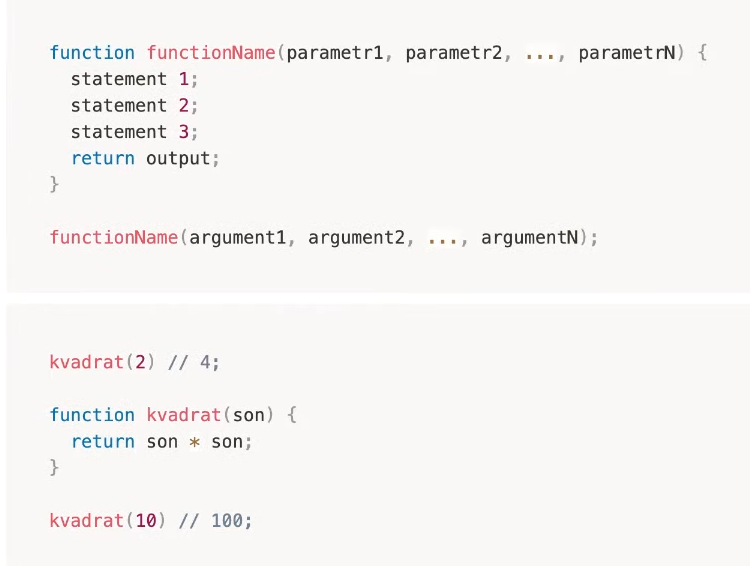 function functionName(parametr1, parametr2, ..., parametrN) {
  statement 1;
  statement 2;
  statement 3;
  return output;
}
functionName(argument1, argument2, ..., argumentN);
kvadrat(2) // 4;
function kvadrat(son) {
  return son * son;
}
kvadrat(10) // 100;